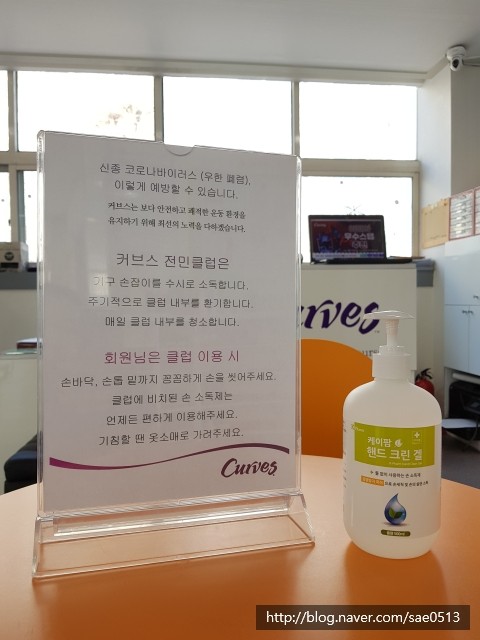 신종 코로나바이러스 (우한 폐렴),
이렇게 예방할 수 있습니다.
커브스는 보다 안전하고 쾌적한 운동 환경을
유지하기 위해 최선의 노력을 다하겠습니다.
커브스 전민클럽은
기구 손잡이를 수시로 소독합니다.
주기적으로 클럽 내부를 환기합니다.
매일 클럽 내부를 청소합니다.
회원님은 클럽 이용 시
손바닥, 손톱 밑까지 꼼꼼하게 손을 씻어주세요.
클럽에 비치된 손 소독제는
언제든 편하게 이용해주세요.
기침할 땐 옷소매로 가려주세요.
Curves
urves
우수스럽
케이팜
핸드 크린 겔
http://blog.naver.com/sae0513